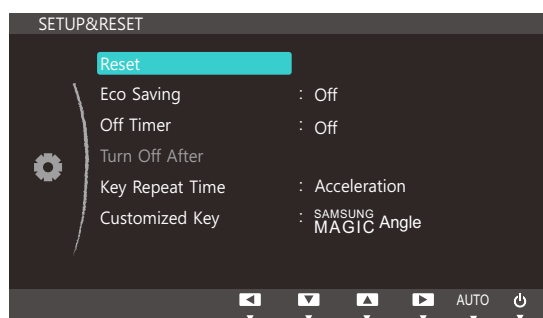 SETUP&RESET
Reset
Eco Saving : Off
Off Timer : Off
Turn Off After
Key Repeat Time : Acceleration
Customized Key : SAMSUNG MAGIC Angle
AUTO